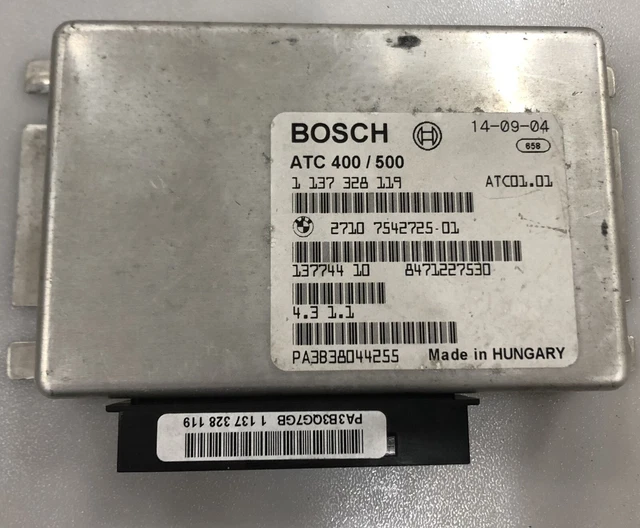 BOSCH 14-09-04
658
ATC 400 / 500
1 137 328 119 ATC01.01
2710 7542725-01
137744 10 8471227530
4.3 1.1
PA3B38044255 Made in HUNGARY
PA3B3QG7GB 1 137 328 119